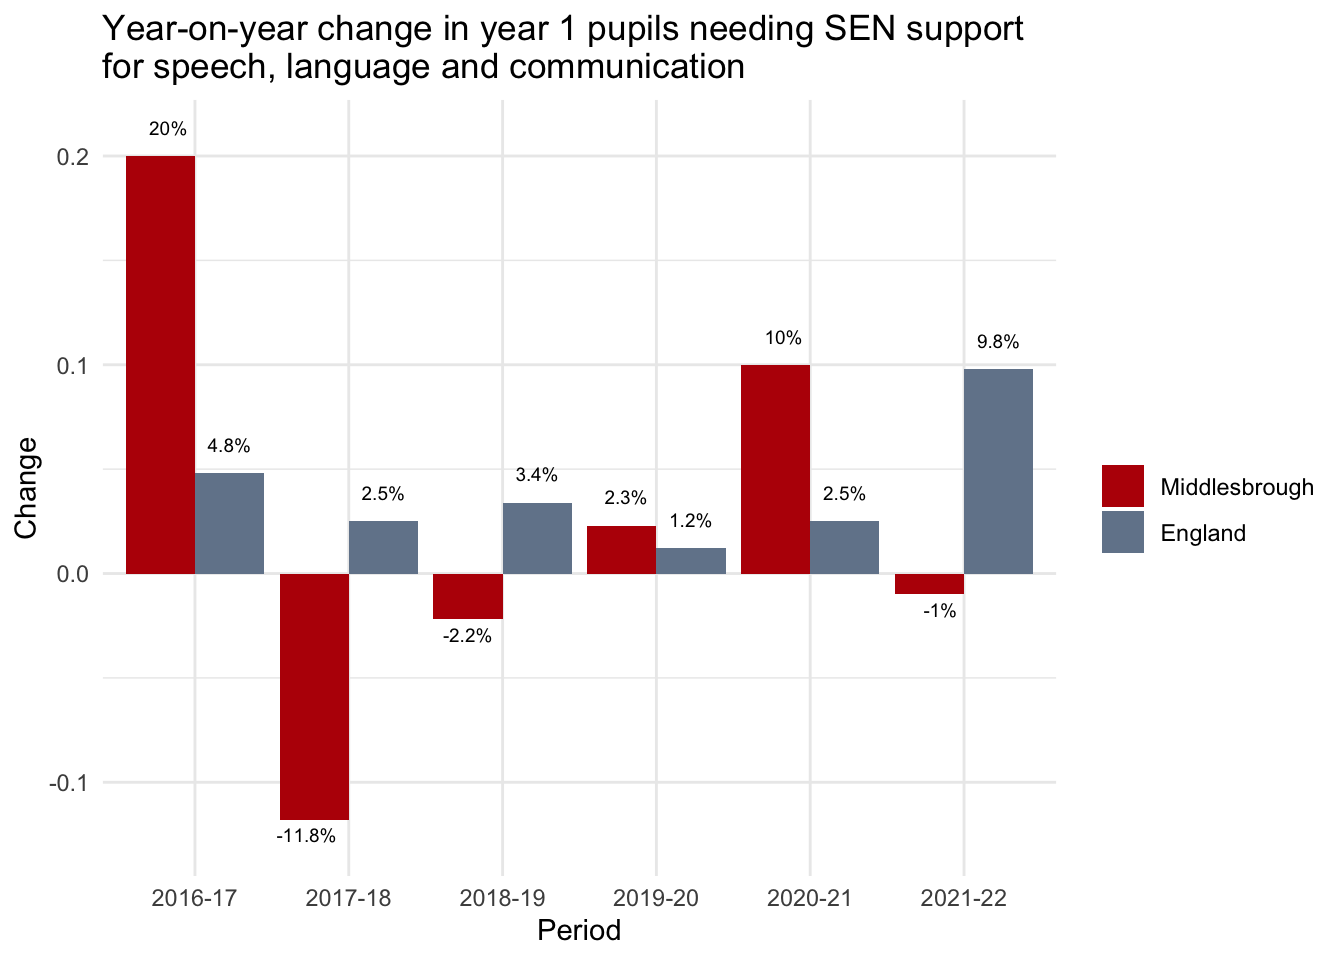 Year-on-year change in year 1 pupils needing SEN support
for speech, language and communication
20%
4.8%
-11.8%
2.5%
-2.2%
3.4%
2.3%
1.2%
10%
2.5%
-1%
9.8%
0.2
0.1
0.0
-0.1
Change
2016-17 2017-18 2018-19 2019-20 2020-21 2021-22
Period
Middlesbrough
England